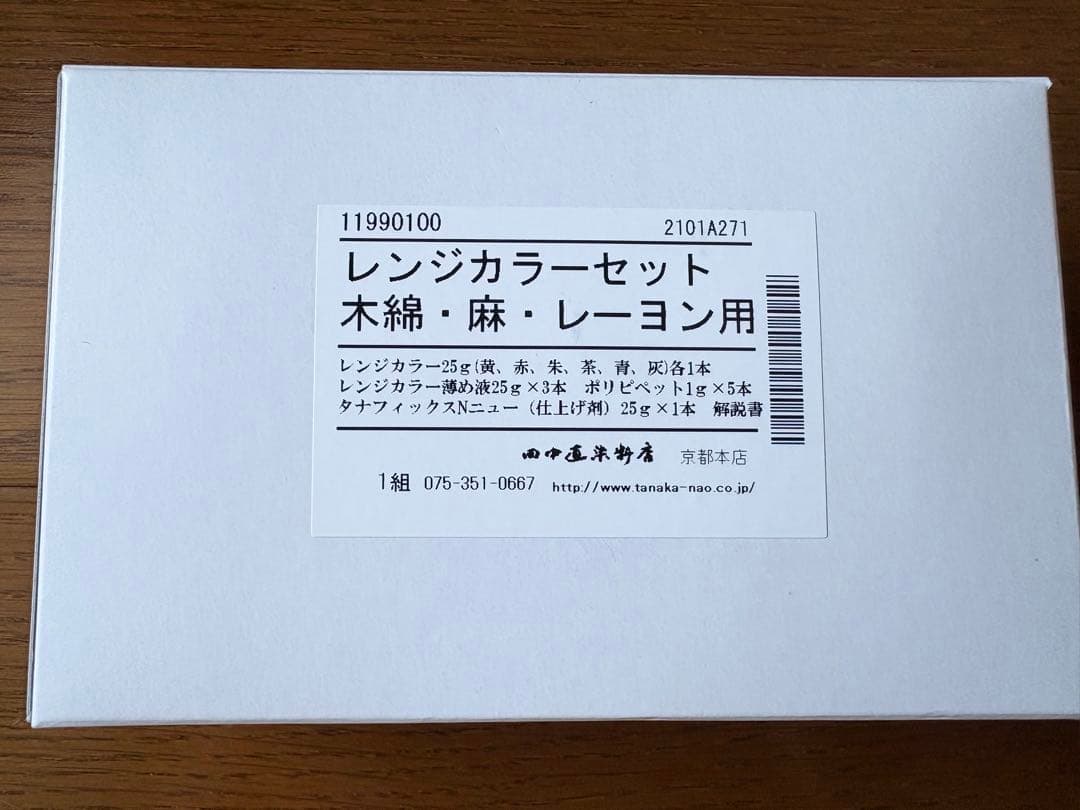 11990100 2101A271
レンジカラーセット
木綿・麻・レーヨン用
レンジカラー25g(黄、赤、朱、茶、青、灰)各1本
レンジカラー薄め液25g×3本 ポリピペット1g×5本
タナフィックスNニュー（仕上げ剤）25g×1本 解説書
田中直染料店 京都本店
1組 075-351-0667 http://www.tanaka-nao.co.jp/